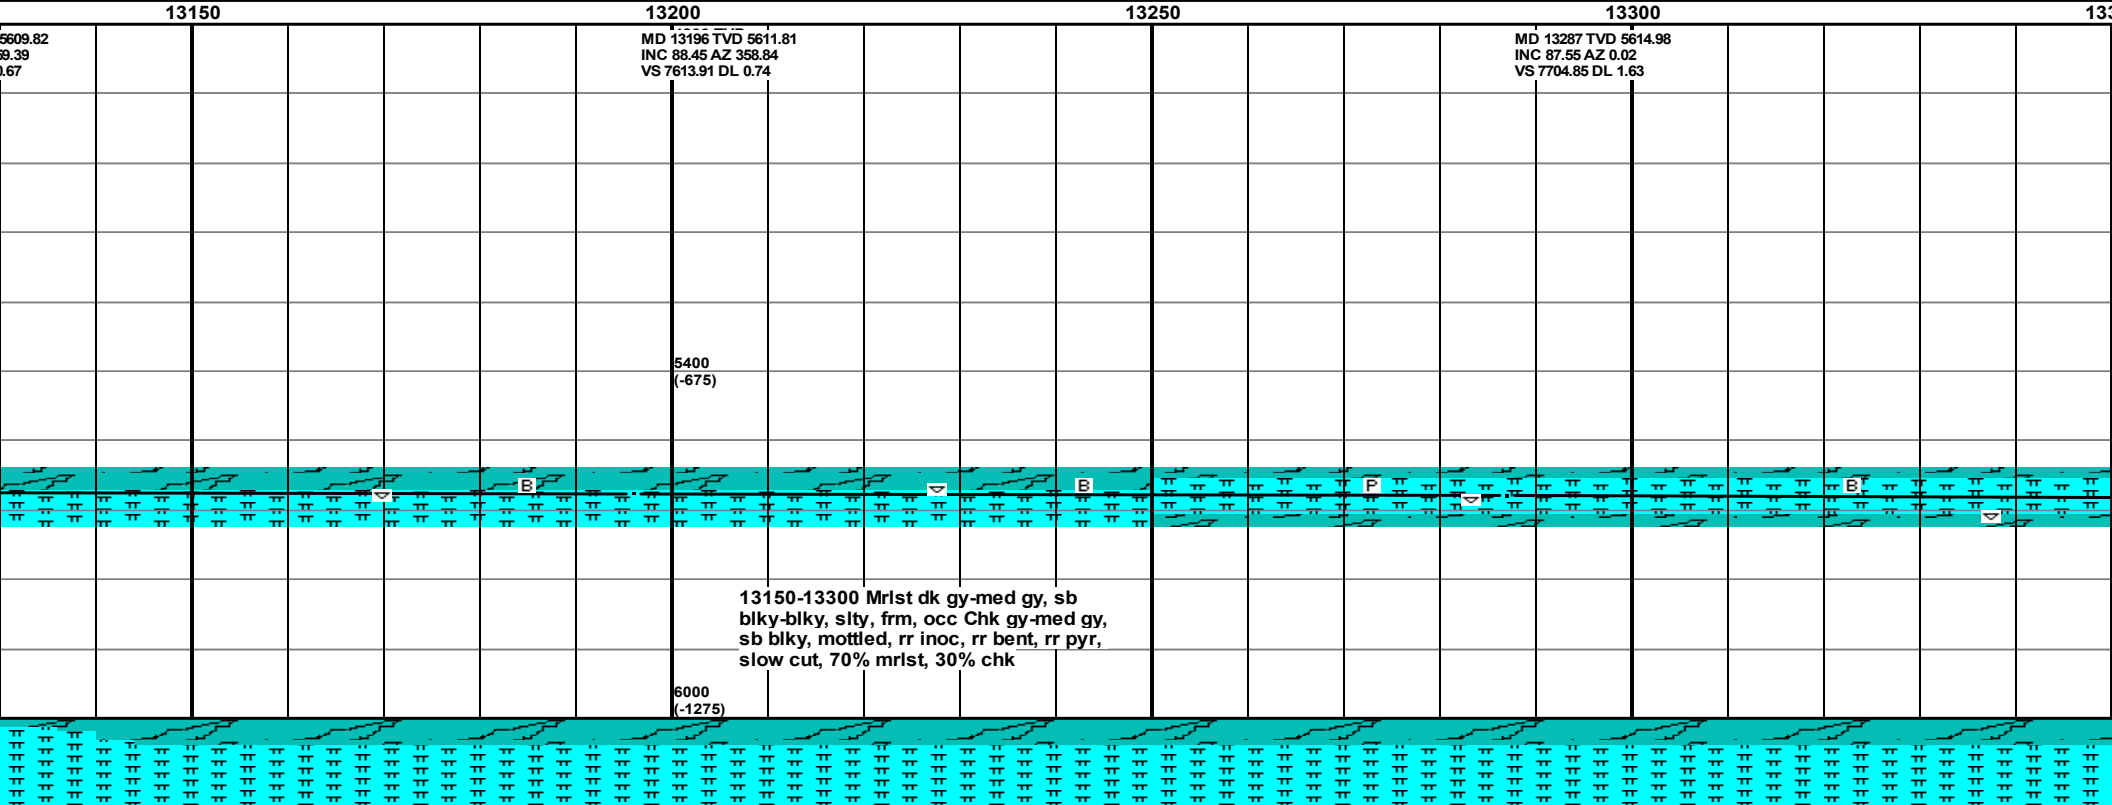 13150
13200
13250
13300
5609.82
MD 13196 TVD 5611.81
INC 88.45 AZ 358.84
VS 7613.91 DL 0.74
MD 13287 TVD 5614.98
INC 87.55 AZ 0.02
VS 7704.85 DL 1.63
5400
(-675)
B
B
P
B
13150-13300 Mrlst dk gy-med gy, sb
blky-blky, slty, frm, occ Chk gy-med gy,
sb blky, mottled, rr inoc, rr bent, rr pyr,
slow cut, 70% mrlst, 30% chk
6000
(-1275)